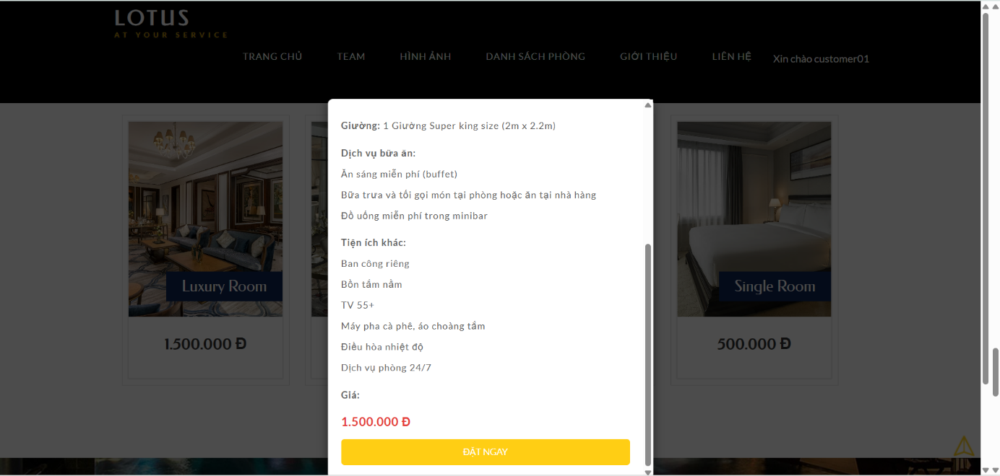 LOTUS
AT YOUR SERVICE
TRANG CHỦ TEAM HÌNH ẢNH DANH SÁCH PHÒNG GIỚI THIỆU LIÊN HỆ Xin chào customer01
Giường: 1 Giường Super king size (2m x 2.2m)
Dịch vụ bữa ăn:
Ăn sáng miễn phí (buffet)
Bữa trưa và tối gọi món tại phòng hoặc ăn tại nhà hàng
Đồ uống miễn phí trong minibar
Tiện ích khác:
Ban công riêng
Bồn tắm nằm
TV 55+
Máy pha cà phê, áo choàng tắm
Điều hòa nhiệt độ
Dịch vụ phòng 24/7
Giá:
1.500.000 Đ
ĐẶT NGAY
Luxury Room
1.500.000 Đ
Single Room
500.000 Đ